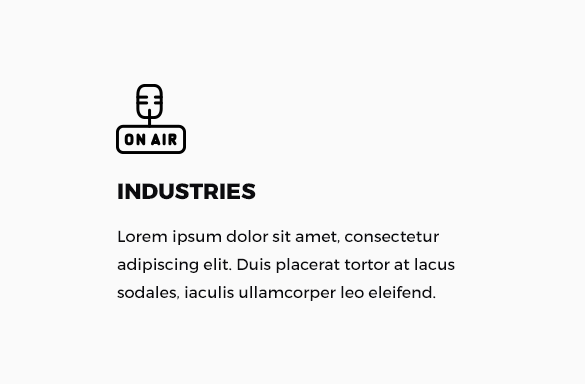 ON AIR
INDUSTRIES
Lorem ipsum dolor sit amet, consectetur
adipiscing elit. Duis placerat tortor at lacus
sodales, iaculis ullamcorper leo eleifend.